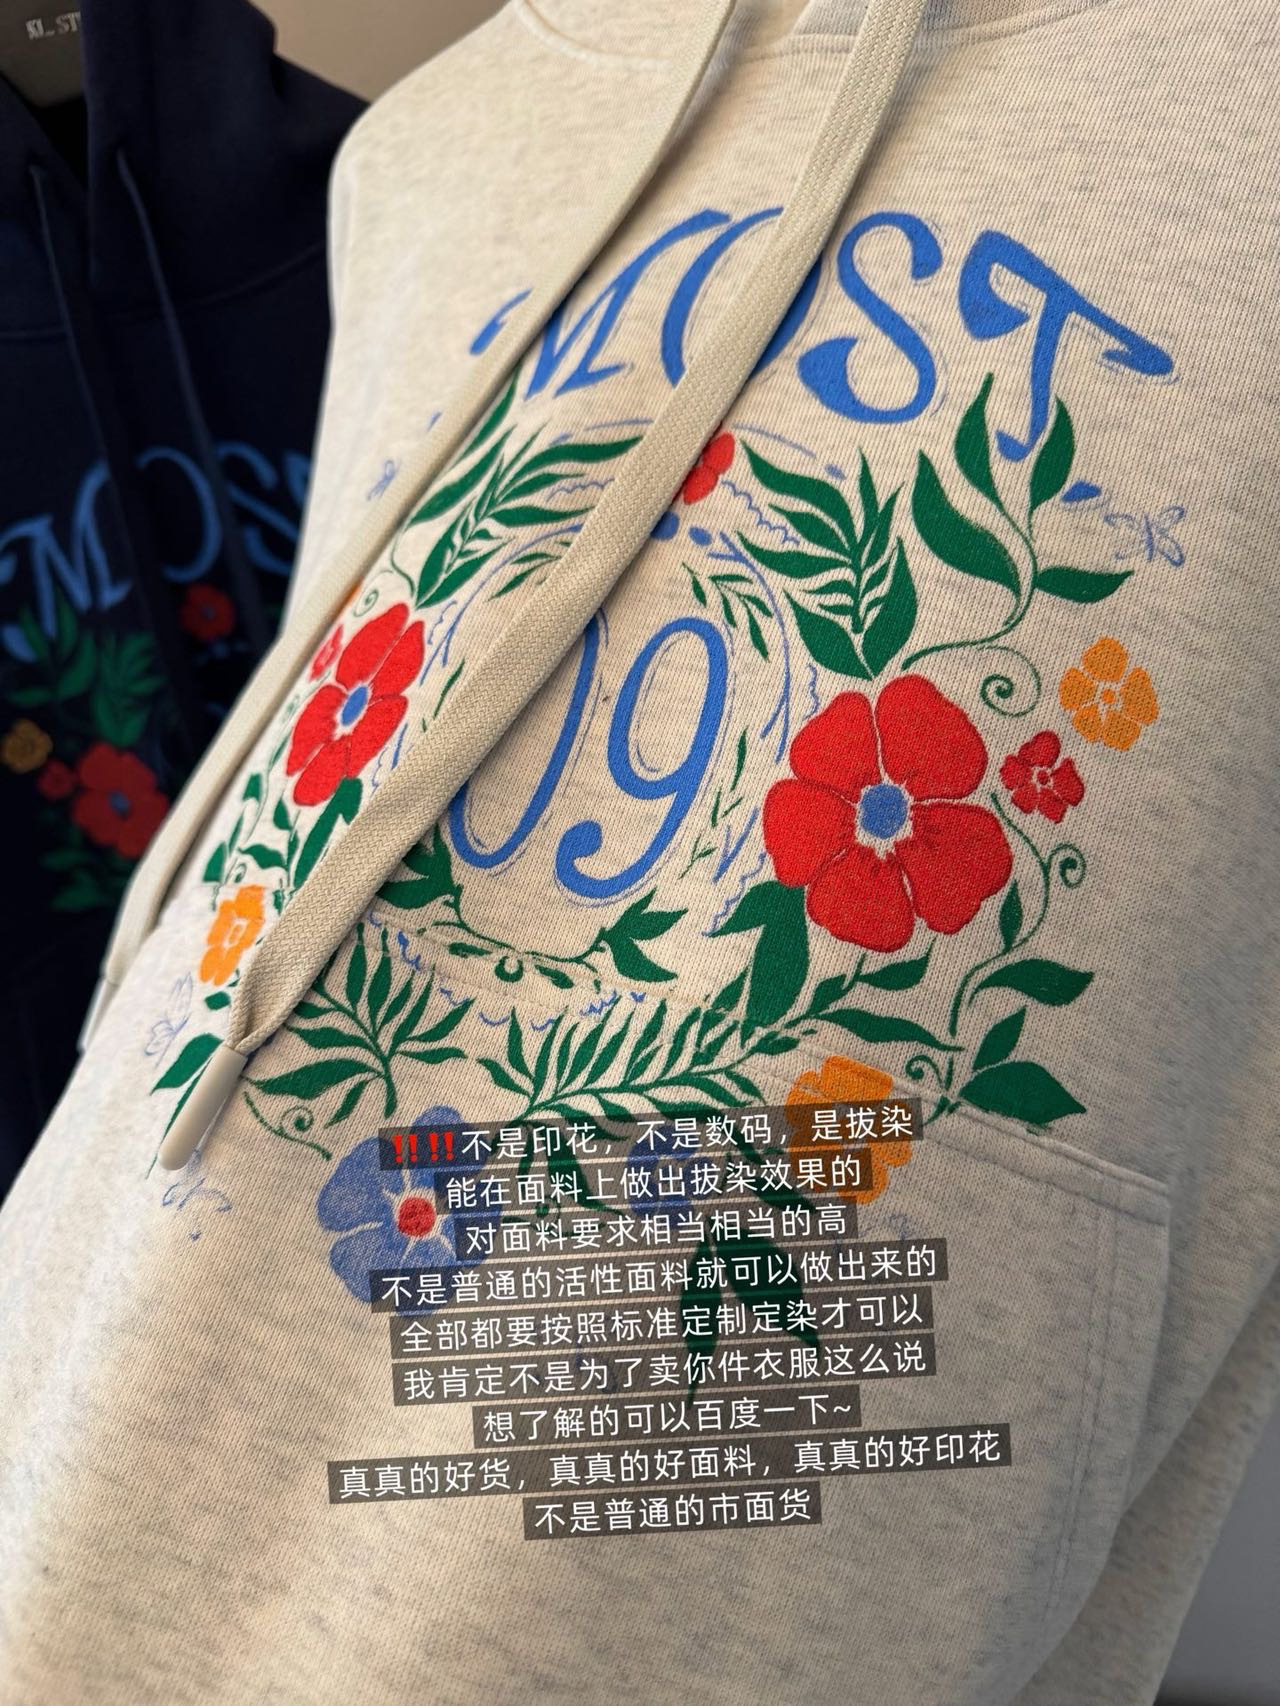 KI_ST
MOST
09
MOS
‼️‼️不是印花，不是数码，是拔染
能在面料上做出拔染效果的
对面料要求相当相当的高
不是普通的活性面料就可以做出来的
全部都要按照标准定制定染才可以
我肯定不是为了卖你件衣服这么说
想了解的可以百度一下~
真真的好货，真真的好面料，真真的好印花
不是普通的市面货